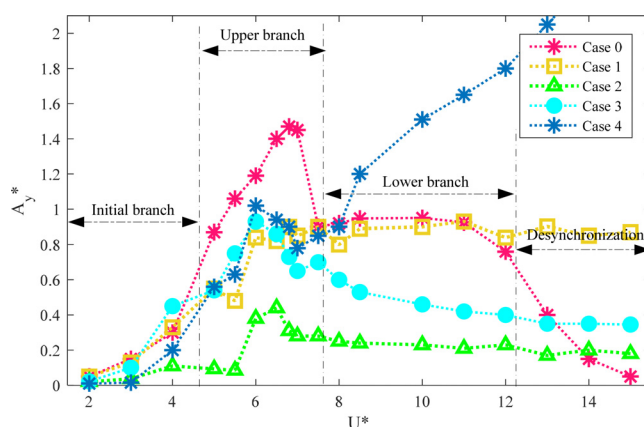 Upper branch
Case 0
Case 1
Case 2
Case 3
Case 4
Initial branch
Lower branch
Desynchronization
2
1.8
1.6
1.4
1.2
1
0.8
0.6
0.4
0.2
0
A_y*
2
4
6
8
10
12
14
U*